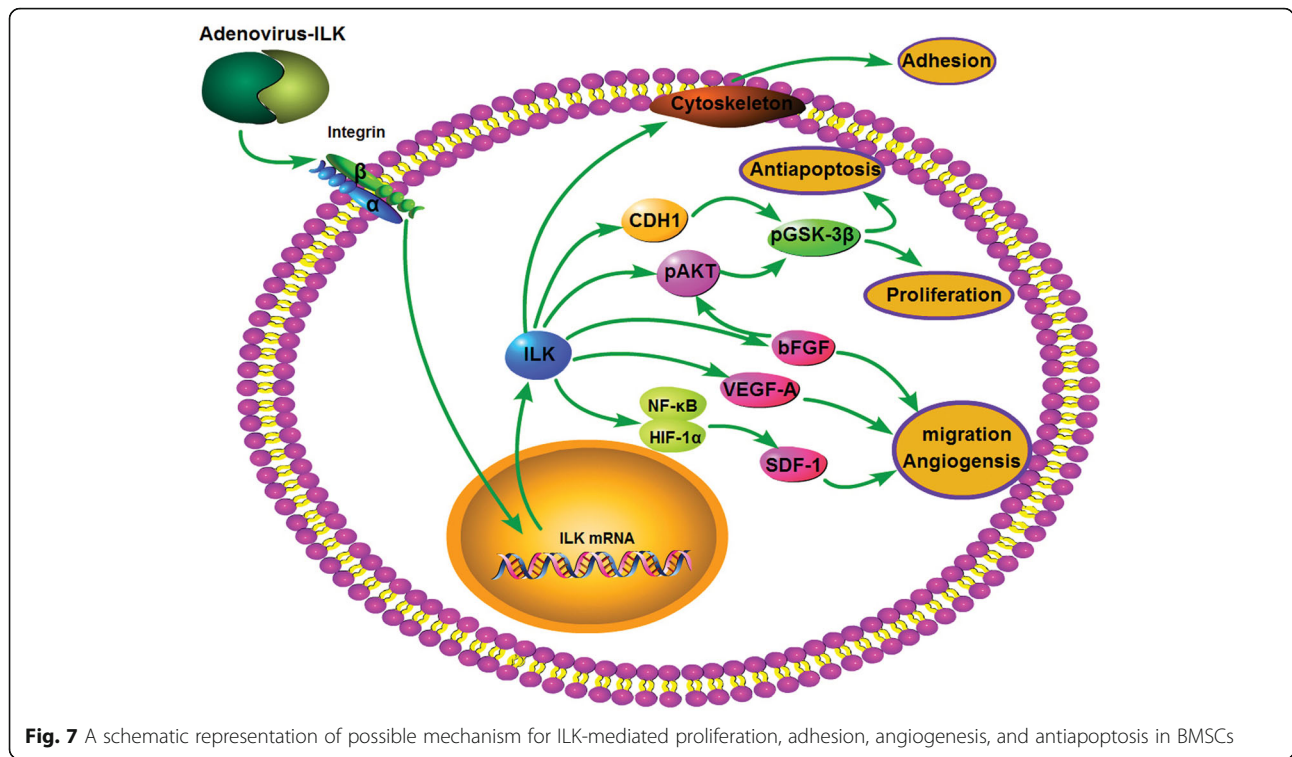 Adenovirus-ILK
Integrin
β
α
Cytoskeleton
Adhesion
Antiapoptosis
CDH1
pGSK-3β
pAKT
Proliferation
ILK
bFGF
VEGF-A
NF-κB
HIF-1α
SDF-1
migration
Angiogensis
ILK mRNA
Fig. 7 A schematic representation of possible mechanism for ILK-mediated proliferation, adhesion, angiogenesis, and antiapoptosis in BMSCs